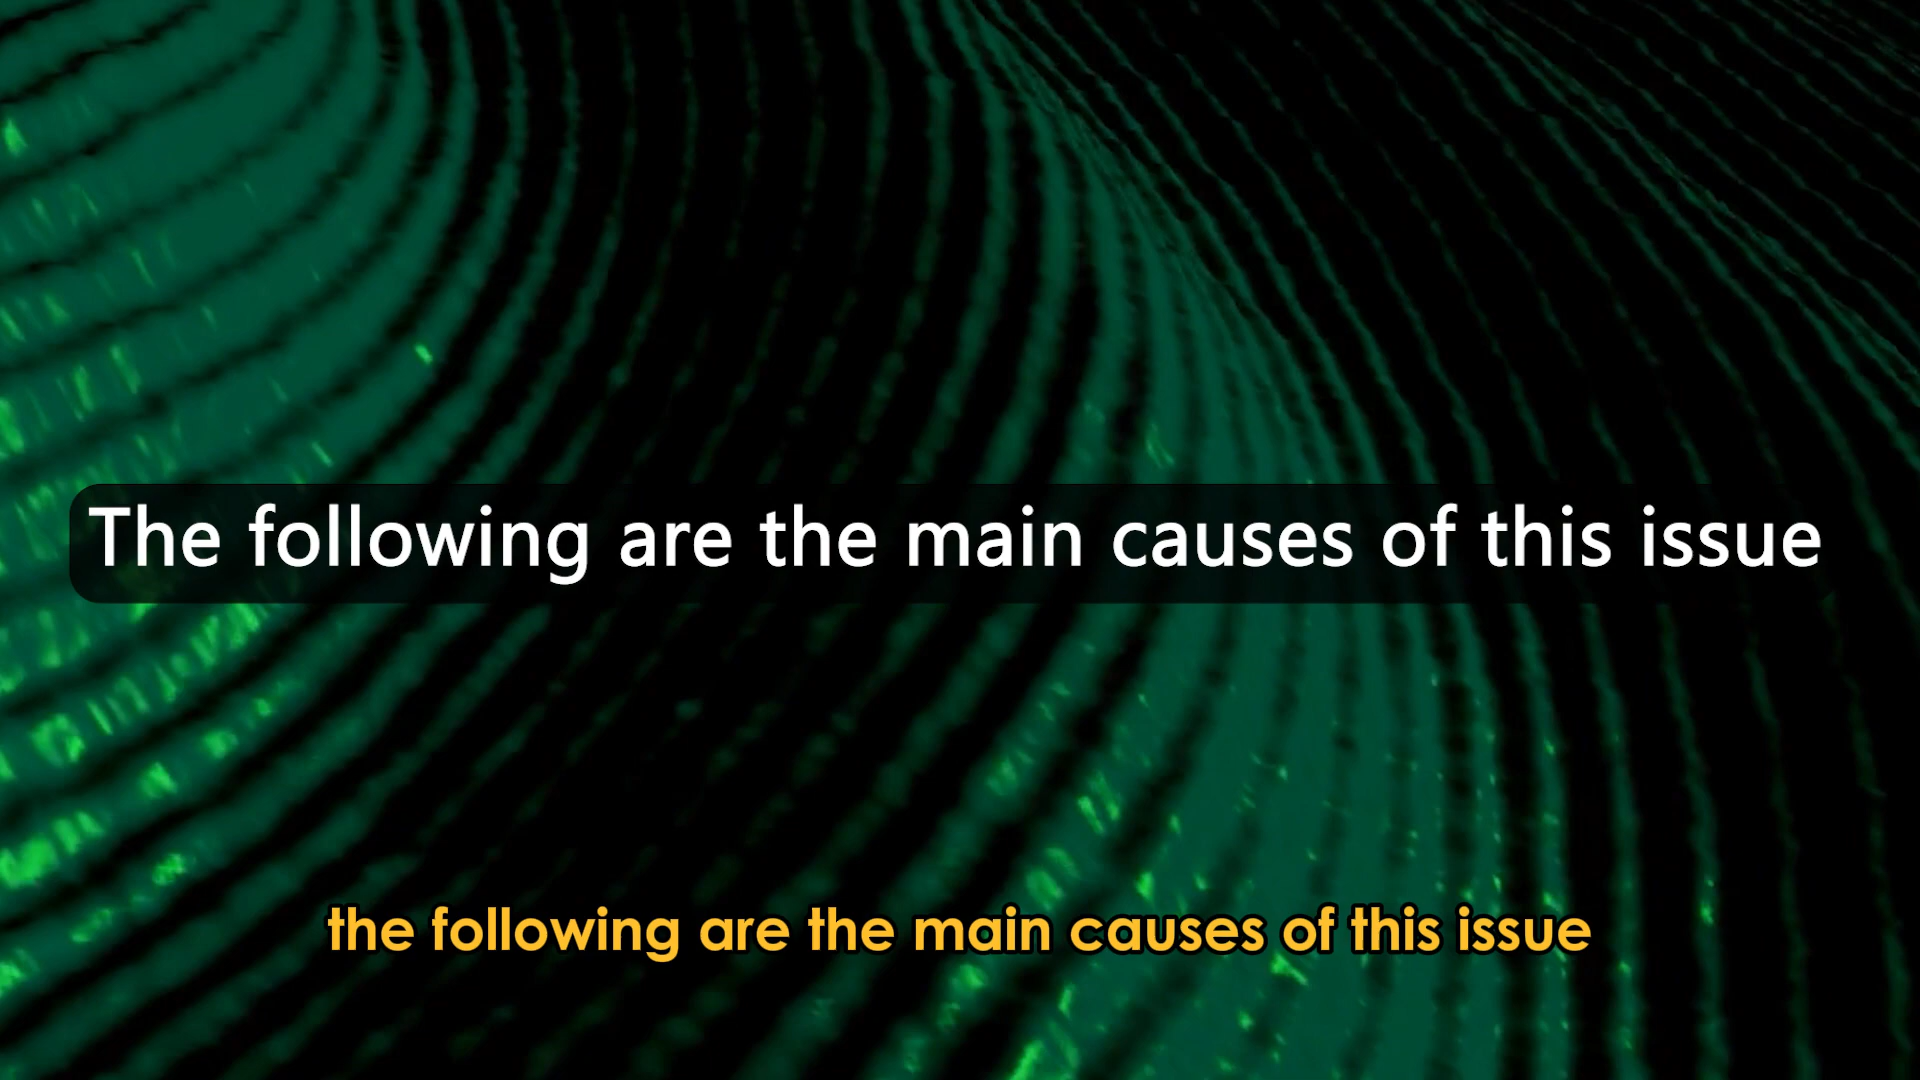 The following are the main causes of this issue
the following are the main causes of this issue